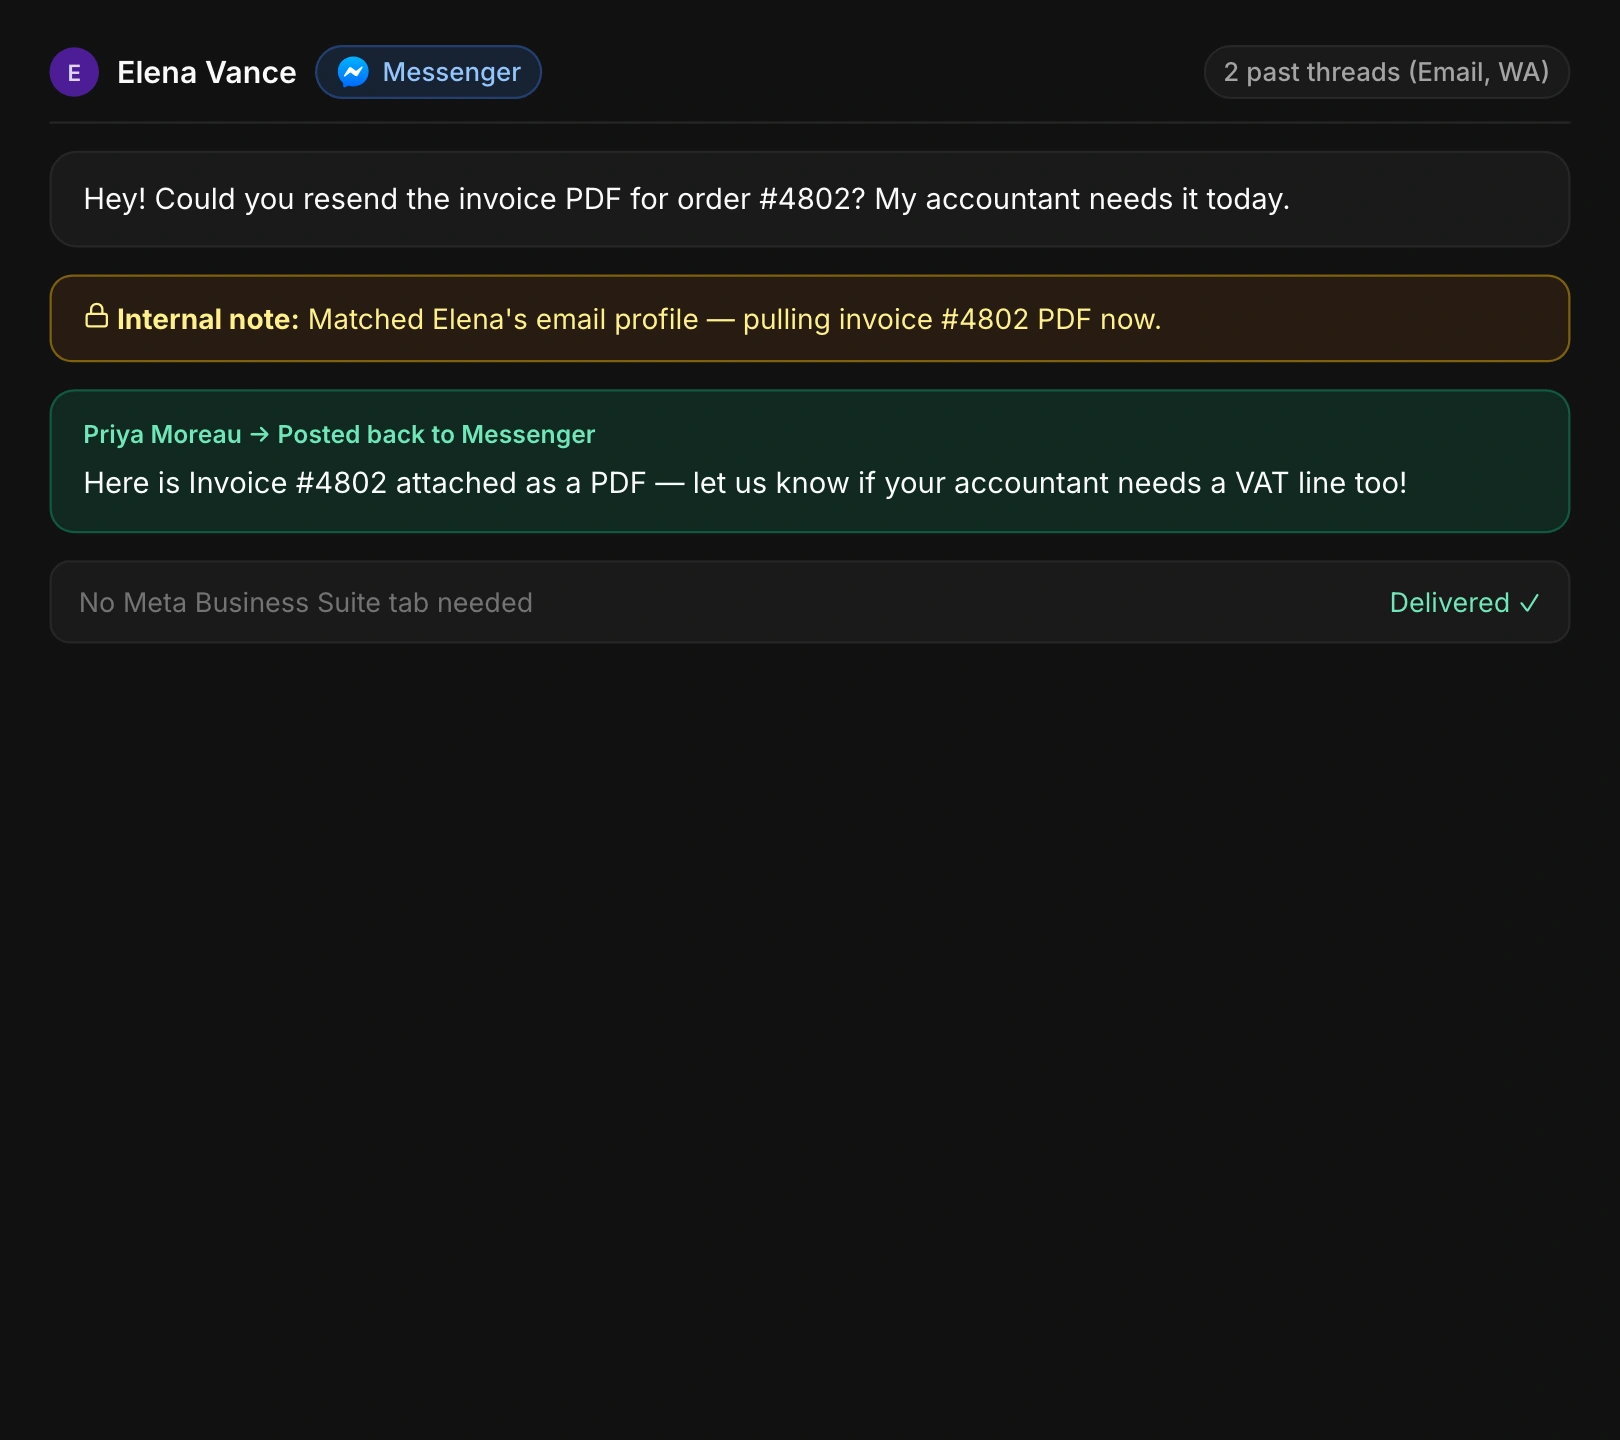 E Elena Vance Messenger 2 past threads (Email, WA)
Hey! Could you resend the invoice PDF for order #4802? My accountant needs it today.
Internal note: Matched Elena's email profile — pulling invoice #4802 PDF now.
Priya Moreau → Posted back to Messenger
Here is Invoice #4802 attached as a PDF — let us know if your accountant needs a VAT line too!
No Meta Business Suite tab needed Delivered ✓